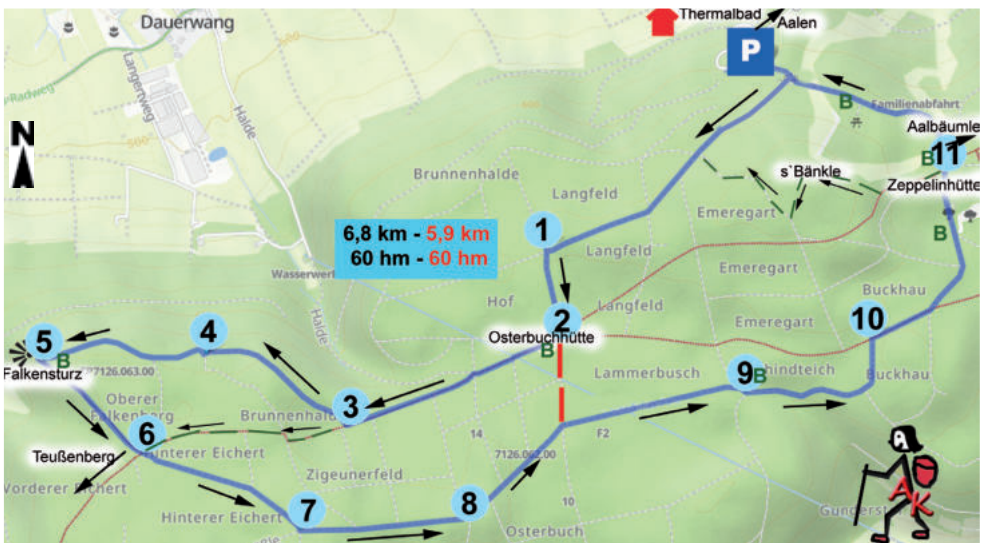 Dauerwang
Thermalbad
Aalen
P
Radweg
Langertweg
Halde
N
B
Familienabfahrt
Aalbäumle
11
B
s`Bänkle
Zeppelinhütte
Brunnenhalde
Langfeld
Emeregart
6,8 km - 5,9 km
60 hm - 60 hm
1
Langfeld
B
Emeregart
Wasserwerk
Halde
Hof
Langfeld
Buckhau
2
Osterbuchhütte
B
Emeregart
10
5
B
4
Falkensturz
7126.063.00
Lammerbusch
9
B
Buckhau
Oberer
Falkenberg
Brunnenhalde
3
6
Teußenberg
Hinterer Eichert
14
F2
7126.062.00
Zigeunerfeld
Vorderer Eichert
Hinterer Eichert
7
8
10
Osterbuch
A
AK